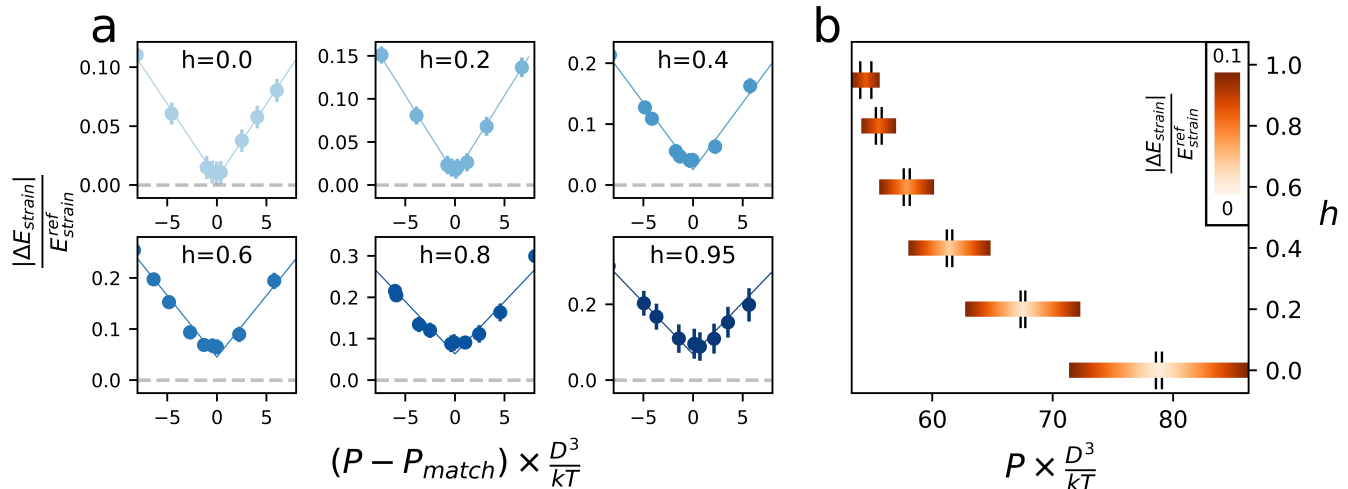 a
b
h=0.0
h=0.2
h=0.4
0.10
0.05
0.00
0.15
0.10
0.05
0.00
0.2
0.1
0.0
−5 0 5
−5 0 5
−5 0 5
|ΔE_strain| / E^ref_strain
h=0.6
h=0.8
h=0.95
0.2
0.1
0.0
0.3
0.2
0.1
0.0
0.2
0.0
−5 0 5
−5 0 5
−5 0 5
(P − P_match) × D³/kT
0.1
0
|ΔE_strain| / E^ref_strain
1.0
0.8
0.6
0.4
0.2
0.0
h
60 70 80
P × D³/kT